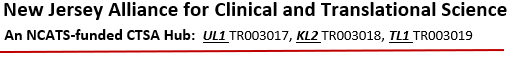 New Jersey Alliance for Clinical and Translational Science
An NCATS-funded CTSA Hub: UL1 TR003017, KL2 TR003018, TL1 TR003019